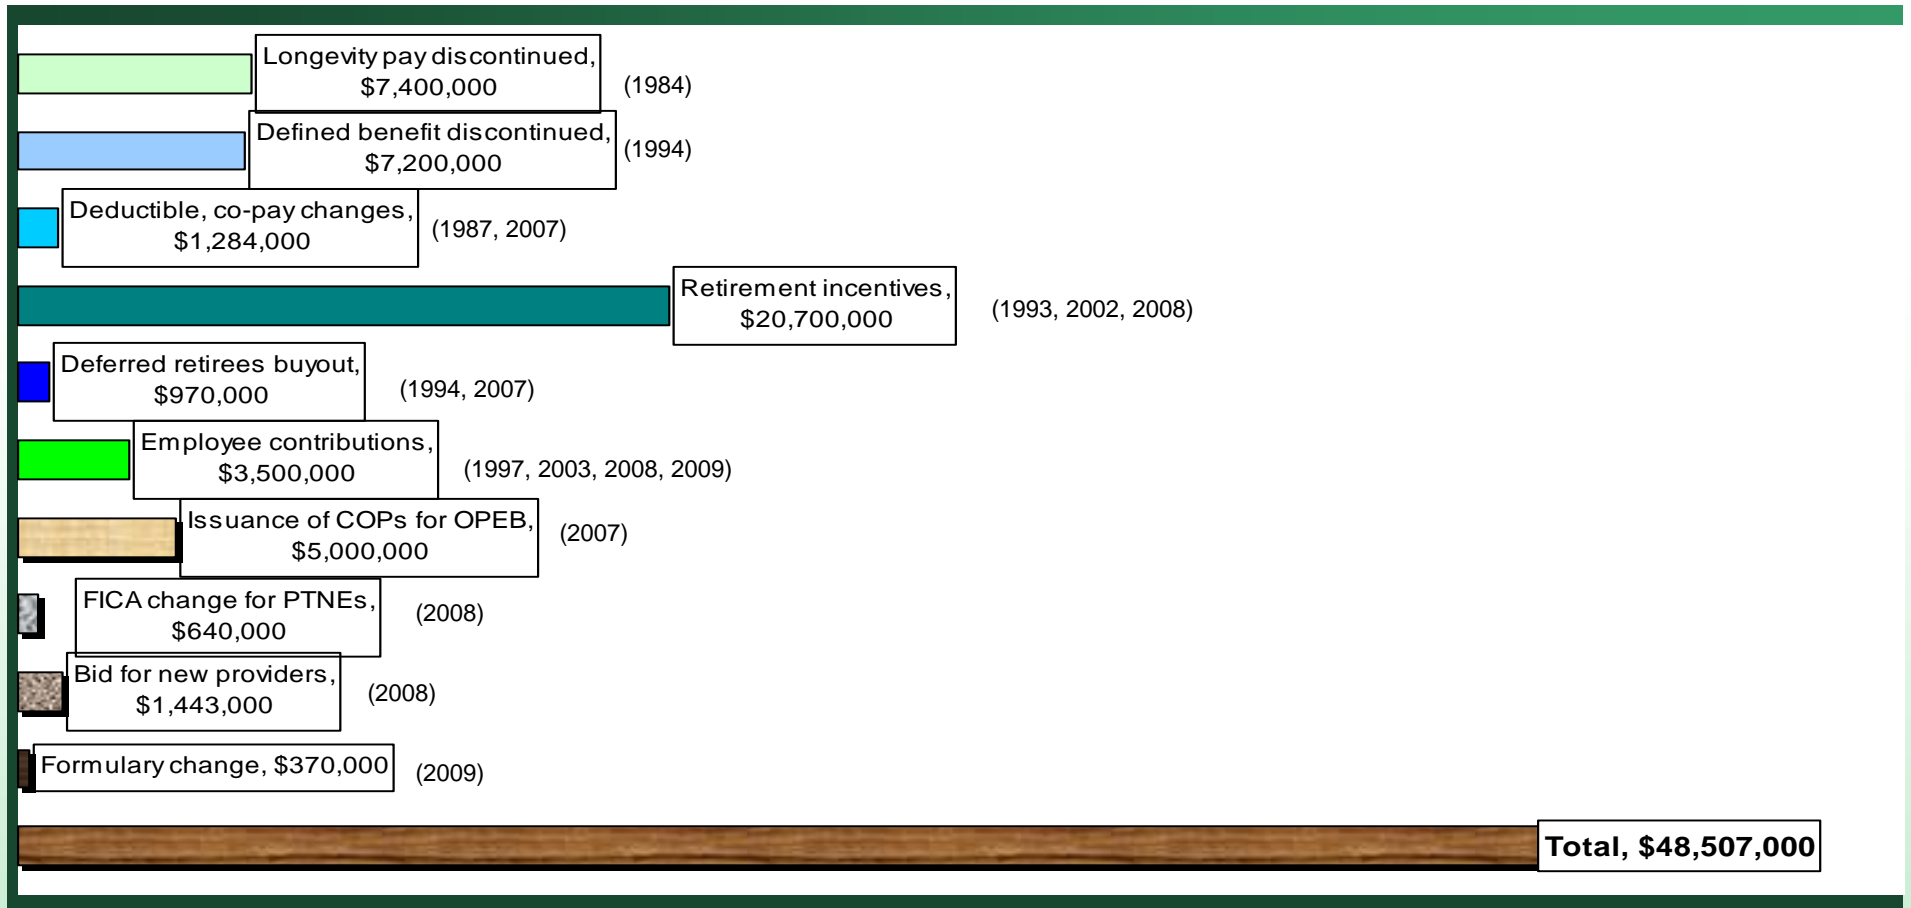 Longevity pay discontinued,
$7,400,000
(1984)
Defined benefit discontinued,
$7,200,000
(1994)
Deductible, co-pay changes,
$1,284,000
(1987, 2007)
Retirement incentives,
$20,700,000
(1993, 2002, 2008)
Deferred retirees buyout,
$970,000
(1994, 2007)
Employee contributions,
$3,500,000
(1997, 2003, 2008, 2009)
Issuance of COPs for OPEB,
$5,000,000
(2007)
FICA change for PTNEs,
$640,000
(2008)
Bid for new providers,
$1,443,000
(2008)
Formulary change, $370,000
(2009)
Total, $48,507,000